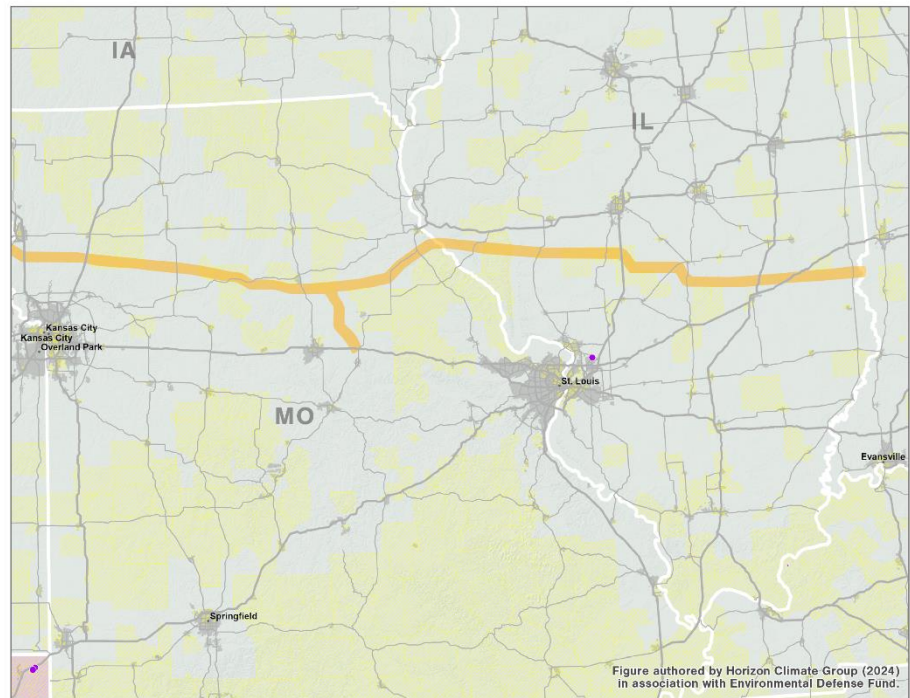 IA
IL
Kansas City
Kansas City
Overland Park
St. Louis
MO
Evansville
Springfield
Figure authored by Horizon Climate Group (2024)
in association with Environmental Defense Fund.